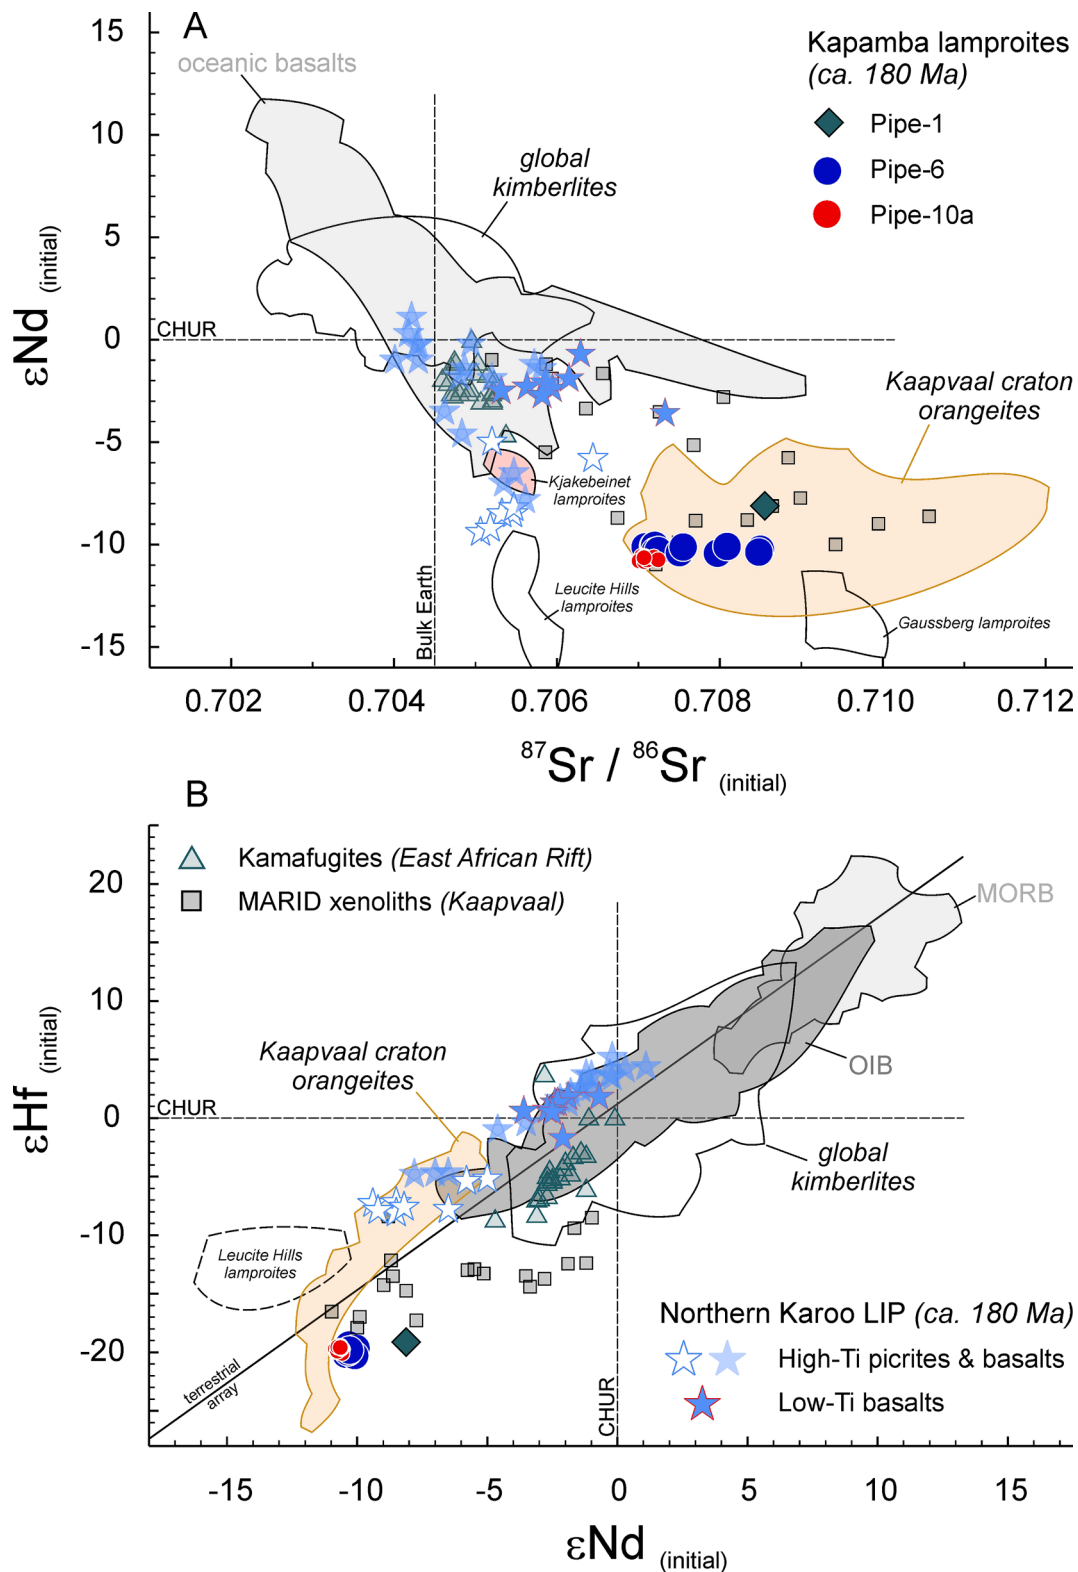 A
15
10
5
0
-5
-10
-15
εNd (initial)
oceanic basalts
global
kimberlites
Kapamba lamproites
(ca. 180 Ma)
Pipe-1
Pipe-6
Pipe-10a
CHUR
Kaapvaal craton
orangeites
Kjakebeinet
lamproites
Leucite Hills
lamproites
Gaussberg lamproites
Bulk Earth
0.702
0.704
0.706
0.708
0.710
0.712
87Sr / 86Sr (initial)
B
Kamafugites (East African Rift)
MARID xenoliths (Kaapvaal)
20
10
0
-10
-20
εHf (initial)
MORB
OIB
Kaapvaal craton
orangeites
CHUR
global
kimberlites
Leucite Hills
lamproites
terrestrial
array
CHUR
Northern Karoo LIP (ca. 180 Ma)
High-Ti picrites & basalts
Low-Ti basalts
-15
-10
-5
0
5
10
15
εNd (initial)